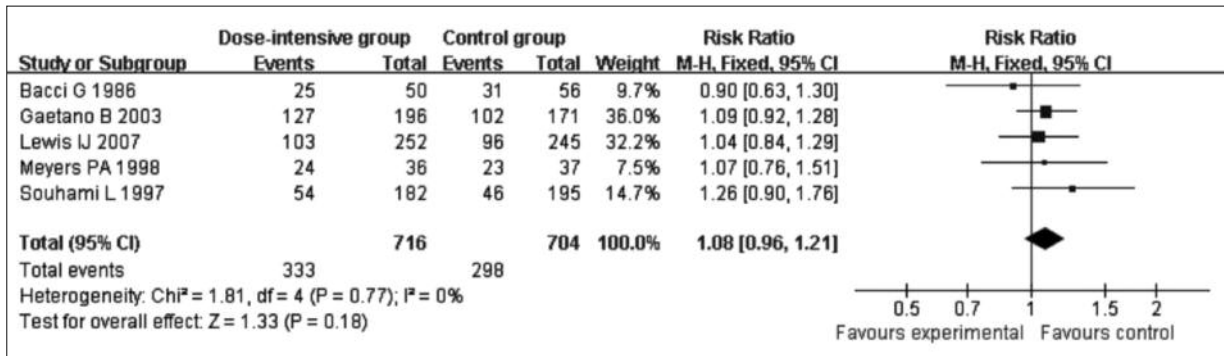 Dose-intensive group Control group Risk Ratio Risk Ratio
Study or Subgroup Events Total Events Total Weight M-H, Fixed, 95% CI M-H, Fixed, 95% CI
Bacci G 1986 25 50 31 56 9.7% 0.90 [0.63, 1.30]
Gaetano B 2003 127 196 102 171 36.0% 1.09 [0.92, 1.28]
Lewis IJ 2007 103 252 96 245 32.2% 1.04 [0.84, 1.29]
Meyers PA 1998 24 36 23 37 7.5% 1.07 [0.76, 1.51]
Souhami L 1997 54 182 46 195 14.7% 1.26 [0.90, 1.76]
Total (95% CI) 716 704 100.0% 1.08 [0.96, 1.21]
Total events 333 298
Heterogeneity: Chi² = 1.81, df = 4 (P = 0.77); I² = 0%
Test for overall effect: Z = 1.33 (P = 0.18)
0.5 0.7 1 1.5 2
Favours experimental Favours control